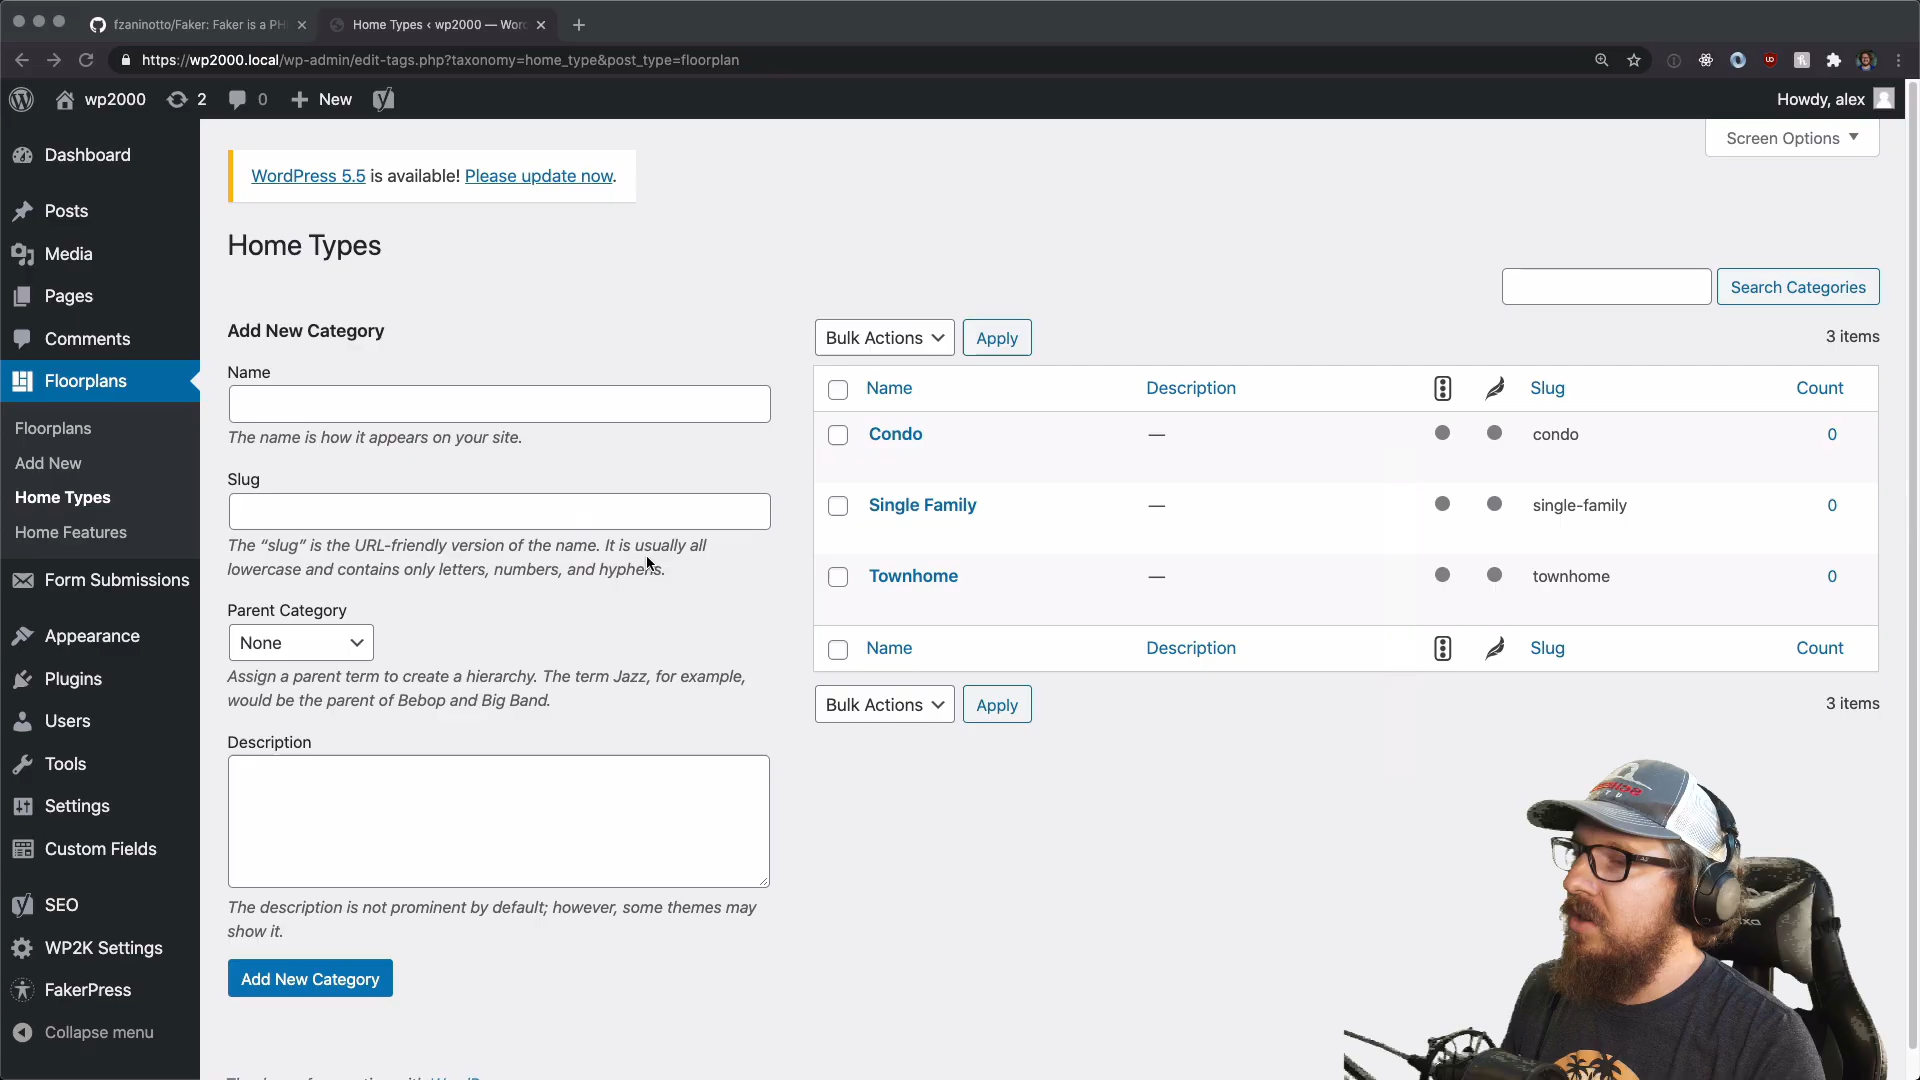 fzaninotto/Faker: Faker is a PH
Home Types ‹ wp2000 — Word
https://wp2000.local/wp-admin/edit-tags.php?taxonomy=home_type&post_type=floorplan
wp2000
2
0
New
Howdy, alex
Screen Options
Dashboard
Posts
Media
Pages
Comments
Floorplans
Floorplans
Add New
Home Types
Home Features
Form Submissions
Appearance
Plugins
Users
Tools
Settings
Custom Fields
SEO
WP2K Settings
FakerPress
Collapse menu
WordPress 5.5 is available! Please update now.
Home Types
Search Categories
Add New Category
Name
The name is how it appears on your site.
Slug
The “slug” is the URL-friendly version of the name. It is usually all
lowercase and contains only letters, numbers, and hyphens.
Parent Category
None
Assign a parent term to create a hierarchy. The term Jazz, for example,
would be the parent of Bebop and Big Band.
Description
The description is not prominent by default; however, some themes may
show it.
Add New Category
Bulk Actions
Apply
3 items
Name Description Slug Count
Condo — condo 0
Single Family — single-family 0
Townhome — townhome 0
Name Description Slug Count
Bulk Actions
Apply
3 items